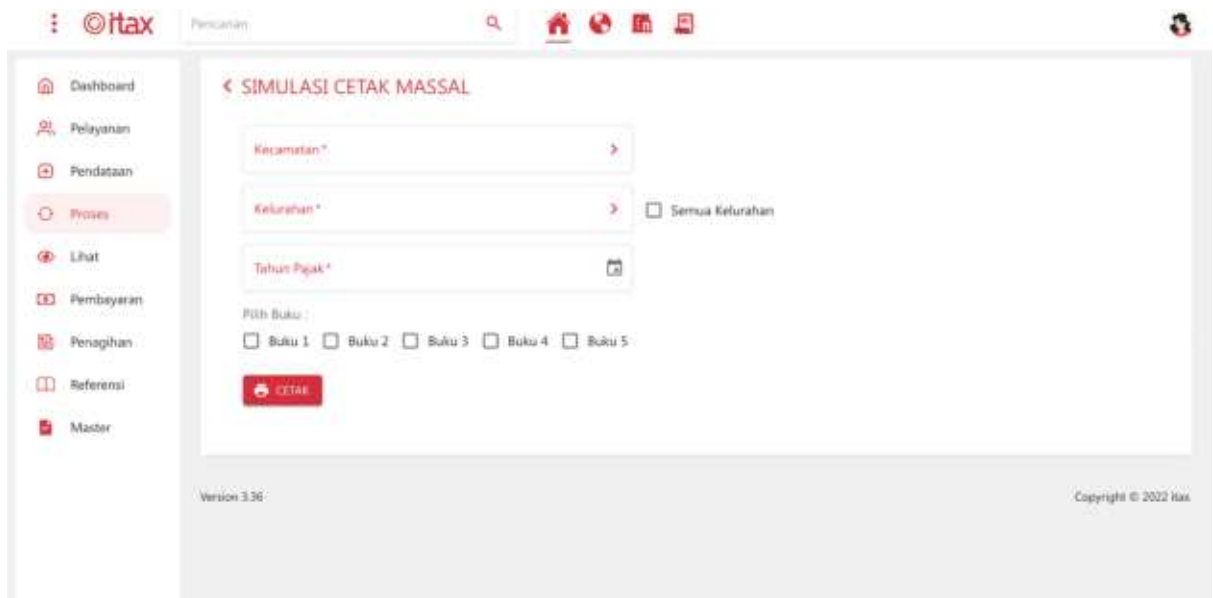 itax
Pencarian
Dashboard
Pelayanan
Pendataan
Proses
Lihat
Pembayaran
Penagihan
Referensi
Master
SIMULASI CETAK MASSAL
Kecamatan *
Kelurahan *
Semua Kelurahan
Tahun Pajak *
Pilih Buku :
Buku 1 Buku 2 Buku 3 Buku 4 Buku 5
CETAK
Version 3.36
Copyright © 2022 itax